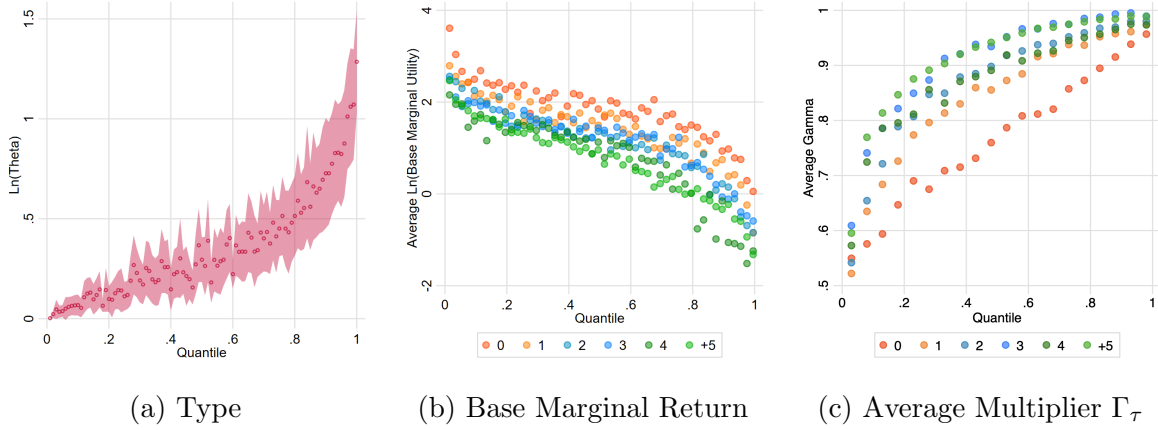 1.5
1
.5
0
Ln(Theta)
0 .2 .4 .6 .8 1
Quantile
(a) Type
4
2
0
-2
Average Ln(Base Marginal Utility)
0 .2 .4 .6 .8 1
Quantile
0 1 2 3 4 +5
(b) Base Marginal Return
1
.9
.8
.7
.6
.5
Average Gamma
0 .2 .4 .6 .8 1
Quantile
0 1 2 3 4 +5
(c) Average Multiplier Γτ